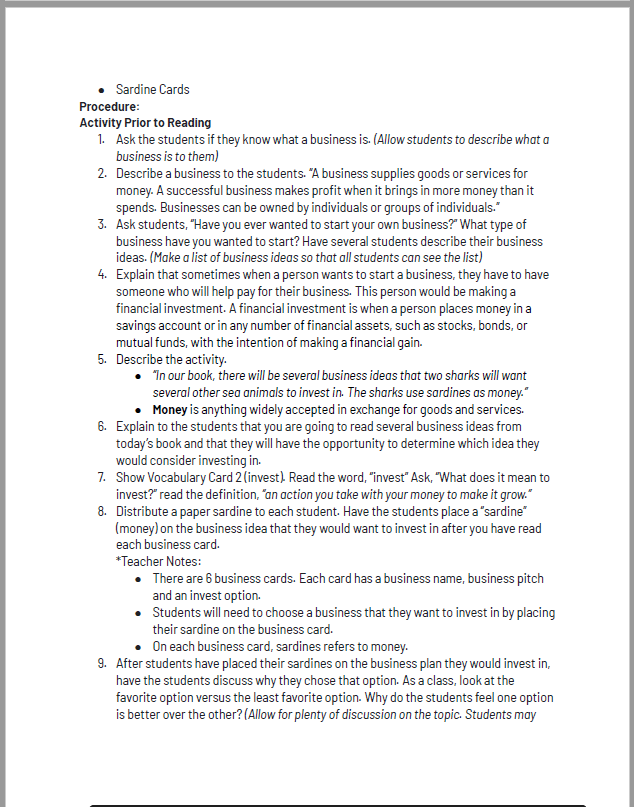 ● Sardine Cards
Procedure:
Activity Prior to Reading
1. Ask the students if they know what a business is. (Allow students to describe what a
business is to them)
2. Describe a business to the students. "A business supplies goods or services for
money. A successful business makes profit when it brings in more money than it
spends. Businesses can be owned by individuals or groups of individuals."
3. Ask students, "Have you ever wanted to start your own business?" What type of
business have you wanted to start? Have several students describe their business
ideas. (Make a list of business ideas so that all students can see the list)
4. Explain that sometimes when a person wants to start a business, they have to have
someone who will help pay for their business. This person would be making a
financial investment. A financial investment is when a person places money in a
savings account or in any number of financial assets, such as stocks, bonds, or
mutual funds, with the intention of making a financial gain.
5. Describe the activity.
● "In our book, there will be several business ideas that two sharks will want
several other sea animals to invest in. The sharks use sardines as money."
● Money is anything widely accepted in exchange for goods and services.
6. Explain to the students that you are going to read several business ideas from
today's book and that they will have the opportunity to determine which idea they
would consider investing in.
7. Show Vocabulary Card 2 (invest). Read the word, "invest" Ask, "What does it mean to
invest?" read the definition, "an action you take with your money to make it grow."
8. Distribute a paper sardine to each student. Have the students place a "sardine"
(money) on the business idea that they would want to invest in after you have read
each business card.
*Teacher Notes:
● There are 6 business cards. Each card has a business name, business pitch
and an invest option.
● Students will need to choose a business that they want to invest in by placing
their sardine on the business card.
● On each business card, sardines refers to money.
9. After students have placed their sardines on the business plan they would invest in,
have the students discuss why they chose that option. As a class, look at the
favorite option versus the least favorite option. Why do the students feel one option
is better over the other? (Allow for plenty of discussion on the topic. Students may